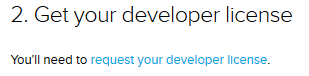 2. Get your developer license
You'll need to request your developer license.